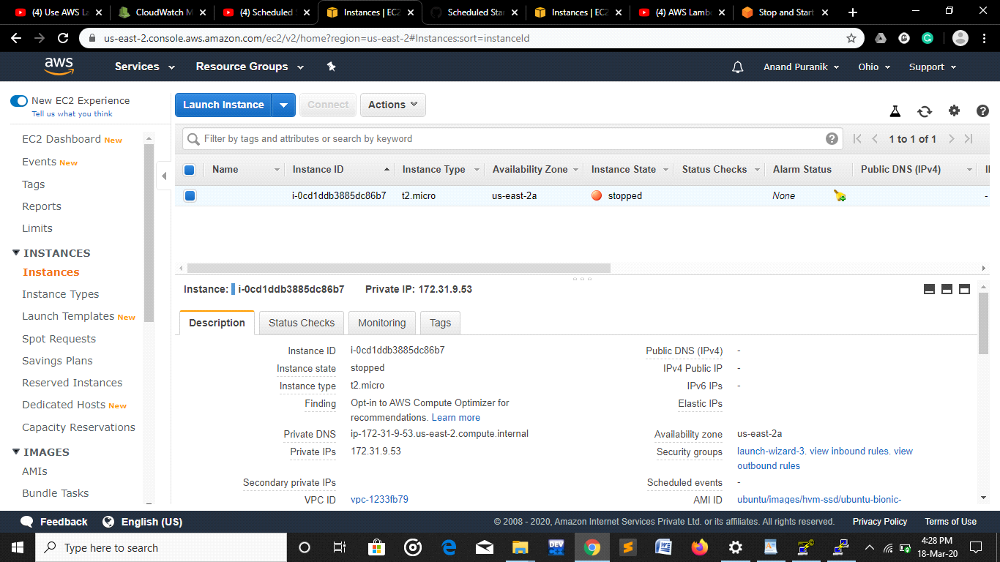 (4) Use AWS La
CloudWatch M
(4) Scheduled
Instances | EC2
Scheduled Star
Instances | EC2
(4) AWS Lamb
Stop and Start
us-east-2.console.aws.amazon.com/ec2/v2/home?region=us-east-2#Instances:sort=instanceId
aws
Services
Resource Groups
Anand Puranik
Ohio
Support
New EC2 Experience
Tell us what you think
EC2 Dashboard New
Events New
Tags
Reports
Limits
INSTANCES
Instances
Instance Types
Launch Templates New
Spot Requests
Savings Plans
Reserved Instances
Dedicated Hosts New
Capacity Reservations
IMAGES
AMIs
Bundle Tasks
Launch Instance
Connect
Actions
Filter by tags and attributes or search by keyword
1 to 1 of 1
Name Instance ID Instance Type Availability Zone Instance State Status Checks Alarm Status Public DNS (IPv4)
i-0cd1ddb3885dc86b7 t2.micro us-east-2a stopped None -
Instance: i-0cd1ddb3885dc86b7 Private IP: 172.31.9.53
Description
Status Checks
Monitoring
Tags
Instance ID i-0cd1ddb3885dc86b7
Instance state stopped
Instance type t2.micro
Finding Opt-in to AWS Compute Optimizer for
recommendations. Learn more
Private DNS ip-172-31-9-53.us-east-2.compute.internal
Private IPs 172.31.9.53
Secondary private IPs
VPC ID vpc-1233fb79
Public DNS (IPv4) -
IPv4 Public IP -
IPv6 IPs -
Elastic IPs
Availability zone us-east-2a
Security groups launch-wizard-3. view inbound rules. view
outbound rules
Scheduled events -
AMI ID ubuntu/images/hvm-ssd/ubuntu-bionic-
Feedback
English (US)
© 2008 - 2020, Amazon Internet Services Private Ltd. or its affiliates. All rights reserved.
Privacy Policy
Terms of Use
Type here to search
DEV
4:28 PM
18-Mar-20